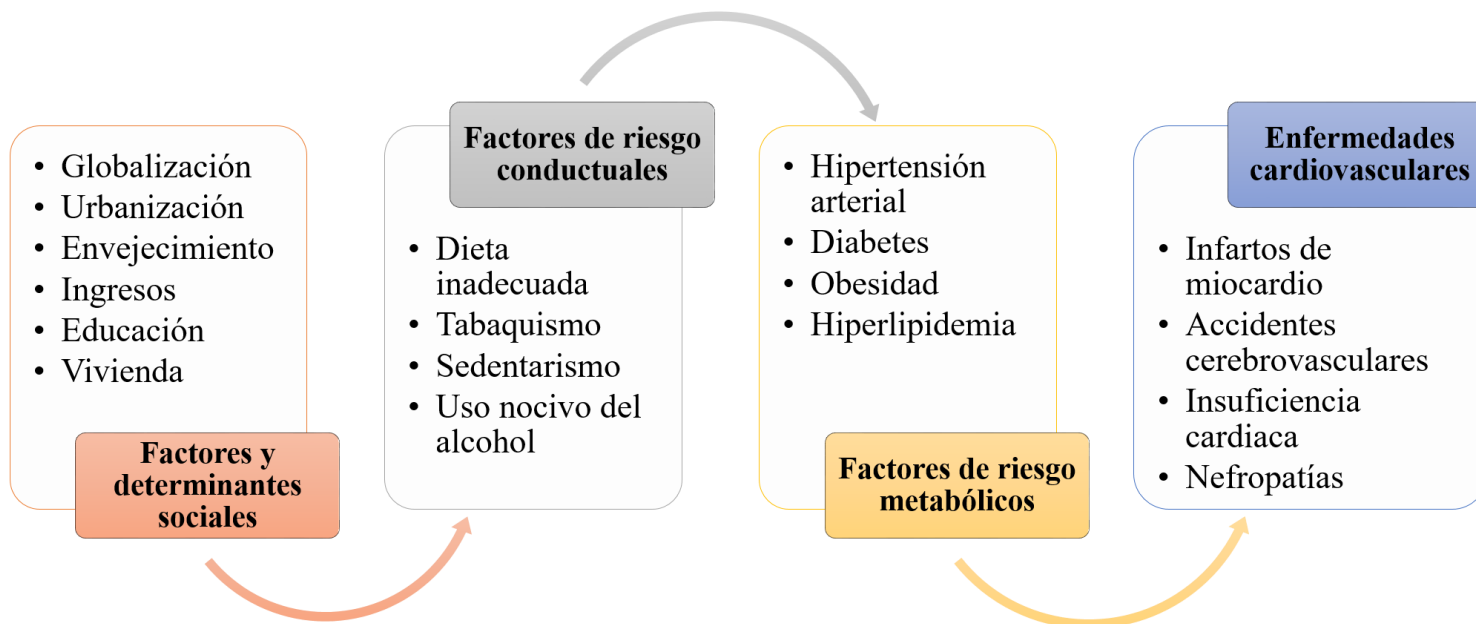 • Globalización
• Urbanización
• Envejecimiento
• Ingresos
• Educación
• Vivienda
Factores y
determinantes
sociales
Factores de riesgo
conductuales
• Dieta
inadecuada
• Tabaquismo
• Sedentarismo
• Uso nocivo del
alcohol
• Hipertensión
arterial
• Diabetes
• Obesidad
• Hiperlipidemia
Factores de riesgo
metabólicos
Enfermedades
cardiovasculares
• Infartos de
miocardio
• Accidentes
cerebrovasculares
• Insuficiencia
cardiaca
• Nefropatías